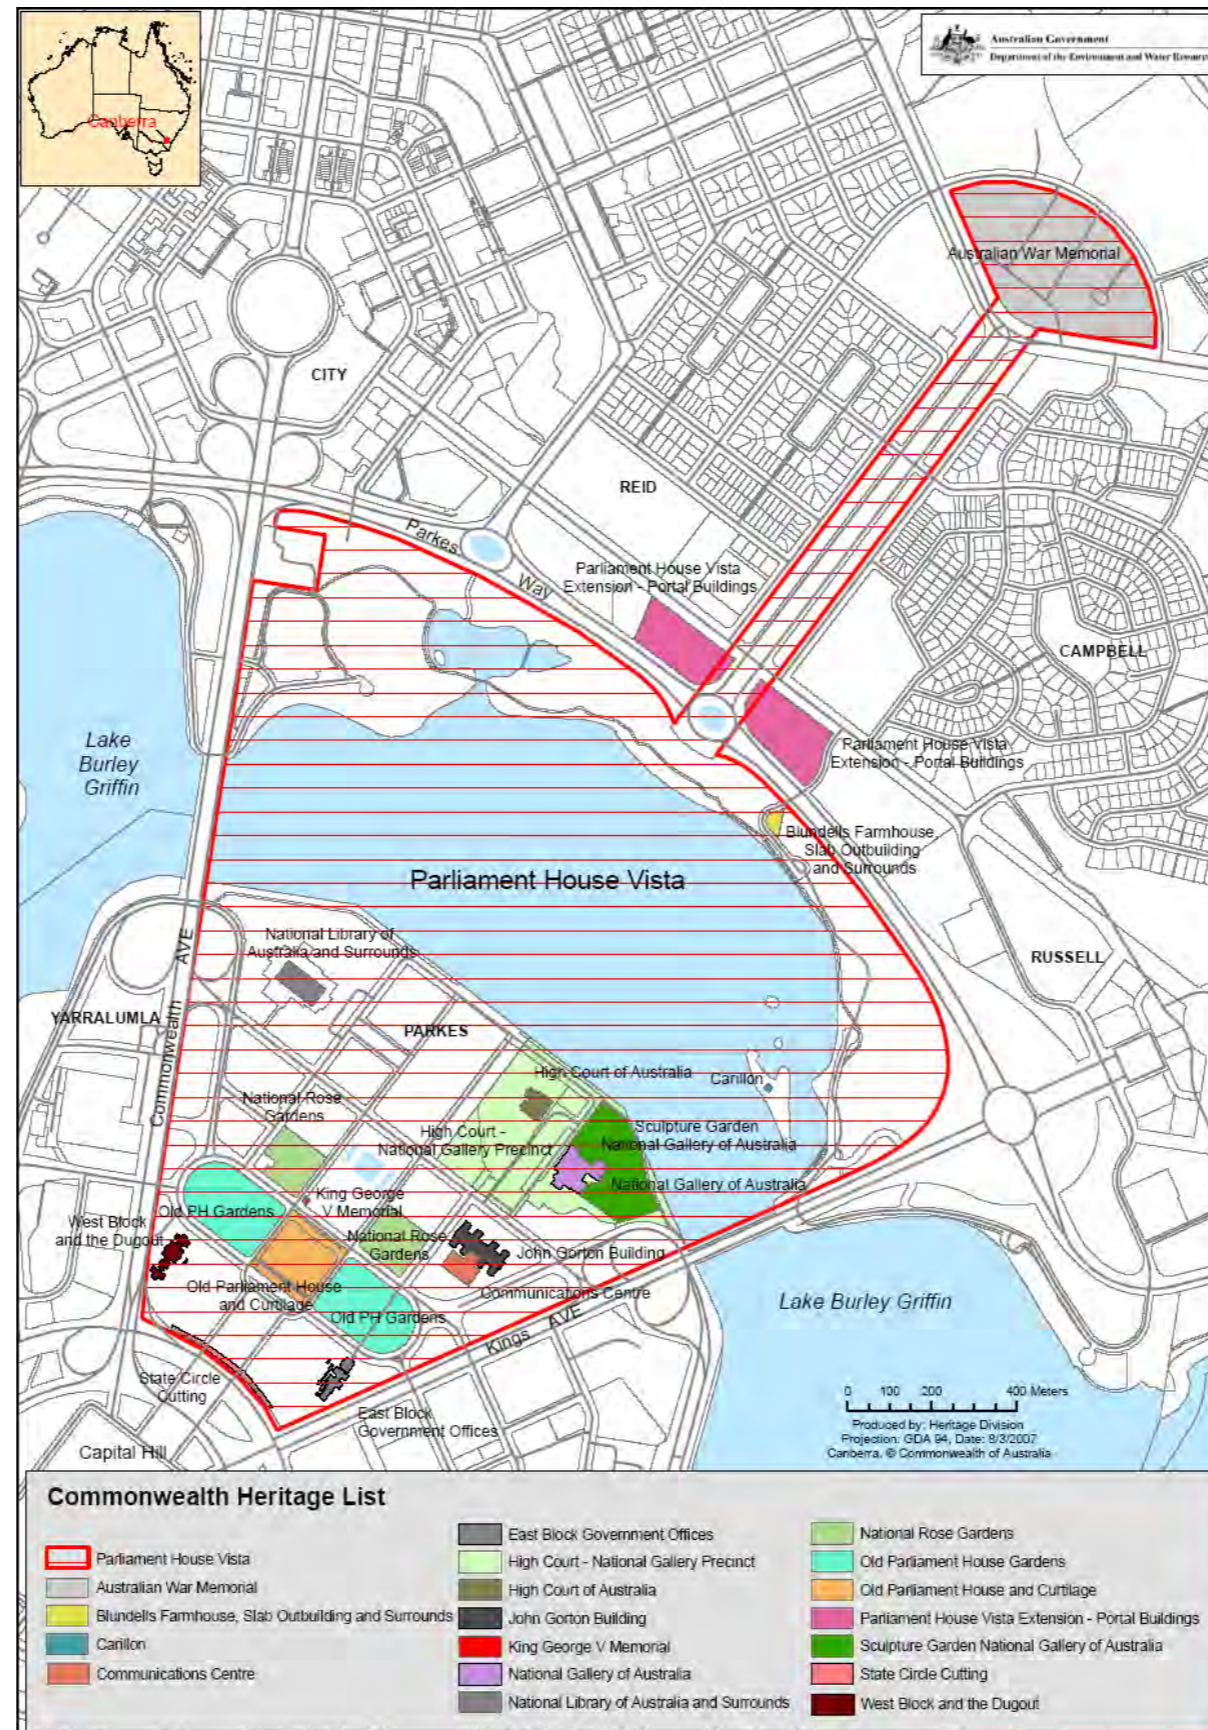 Canberra
Australian Government
Department of the Environment and Water Resources
Australian War Memorial
CITY
REID
Parkes
Way
Parliament House Vista
Extension - Portal Buildings
CAMPBELL
Lake
Burley
Griffin
Parliament House Vista
Extension - Portal Buildings
Blundells Farmhouse,
Slab Outbuilding
and Surrounds
Parliament House Vista
National Library of
Australia and Surrounds
Commonwealth AVE
RUSSELL
YARRALUMLA
PARKES
High Court of Australia
Carillon
National Rose
Gardens
High Court -
National Gallery Precinct
Sculpture Garden
National Gallery of Australia
National Gallery of Australia
King George
V Memorial
Old PH Gardens
West Block
and the Dugout
National Rose
Gardens
John Gorton Building
Old Parliament House
and Curtilage
Communications Centre
Old PH Gardens
Kings AVE
Lake Burley Griffin
State Circle
Cutting
East Block
Government Offices
Capital Hill
0 100 200 400 Meters
Produced by: Heritage Division
Projection: GDA 94, Date: 8/3/2007
Canberra, © Commonwealth of Australia
Commonwealth Heritage List
Parliament House Vista
Australian War Memorial
Blundells Farmhouse, Slab Outbuilding and Surrounds
Carillon
Communications Centre
East Block Government Offices
High Court - National Gallery Precinct
High Court of Australia
John Gorton Building
King George V Memorial
National Gallery of Australia
National Library of Australia and Surrounds
National Rose Gardens
Old Parliament House Gardens
Old Parliament House and Curtilage
Parliament House Vista Extension - Portal Buildings
Sculpture Garden National Gallery of Australia
State Circle Cutting
West Block and the Dugout